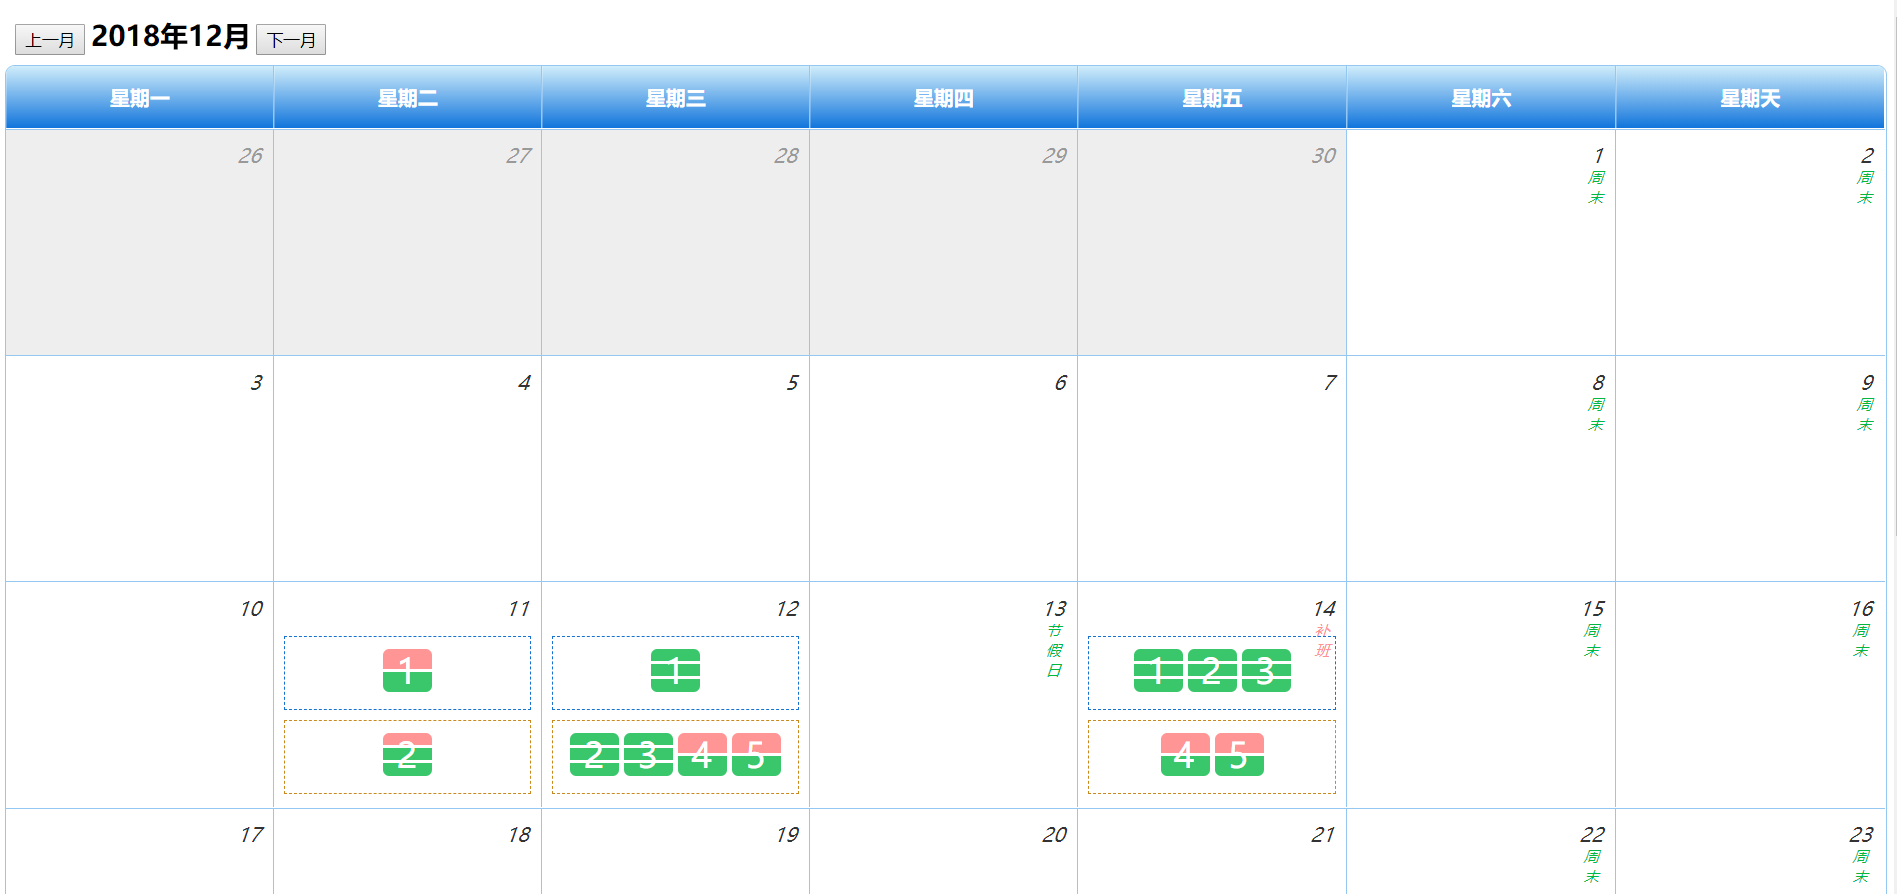 上一月 2018年12月 下一月
星期一 星期二 星期三 星期四 星期五 星期六 星期天
26 27 28 29 30 1 2
周 周
末 末
3 4 5 6 7 8 9
周 周
末 末
10 11 12 13 14 15 16
节 补 周 周
假 班 末 末
日
1 1 1 2 3
2 2 3 4 5 4 5
17 18 19 20 21 22 23
周 周
末 末